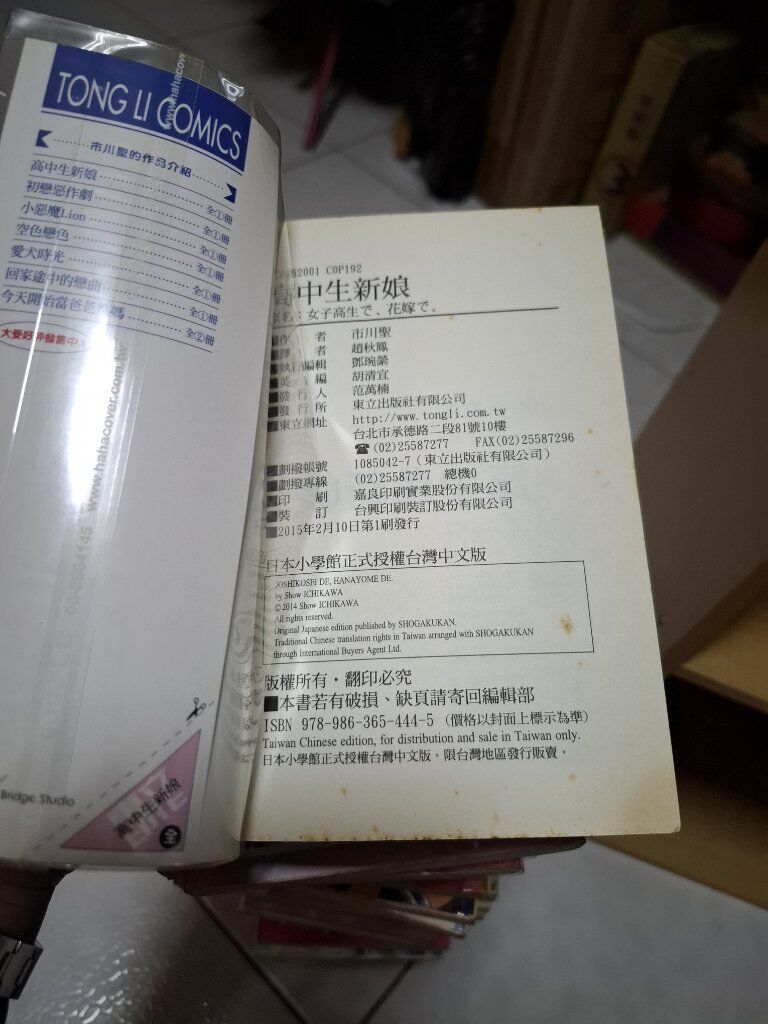 TONG LI COMICS
www.hahacover
市川聖的作品介紹
高中生新娘 全①冊
初戀惡作劇 全①冊
小惡魔Lion 全①冊
空色戀色 全①冊
愛犬時光 全①冊
回家途中的戀曲 全①冊
今天開始當爸爸 媽 全②冊
大受好評發售中
www.hahacover.com.tw
Bridge Studio
高中生新娘
全
2001 C0P192
中生新娘
原名：女子高生で、花嫁で。
■作者 市川聖
■譯者 趙秋鳳
■執行編輯 鄧琬縈
■美編 胡清宜
■發行人 范萬楠
■發行所 東立出版社有限公司
■東立網址 http://www.tongli.com.tw
台北市承德路二段81號10樓
☎(02)25587277 FAX(02)25587296
■劃撥帳號 1085042-7（東立出版社有限公司）
■劃撥專線 (02)25587277 總機0
■印刷 嘉良印刷實業股份有限公司
■裝訂 台興印刷裝訂股份有限公司
■2015年2月10日第1刷發行
日本小學館正式授權台灣中文版
JOSHIKOSEI DE, HANAYOME DE.
by Show ICHIKAWA
© 2014 Show ICHIKAWA
All rights reserved.
Original Japanese edition published by SHOGAKUKAN.
Traditional Chinese translation rights in Taiwan arranged with SHOGAKUKAN
through International Buyers Agent Ltd.
版權所有・翻印必究
■本書若有破損、缺頁請寄回編輯部
ISBN 978-986-365-444-5（價格以封面上標示為準）
Taiwan Chinese edition, for distribution and sale in Taiwan only.
日本小學館正式授權台灣中文版。限台灣地區發行販賣。